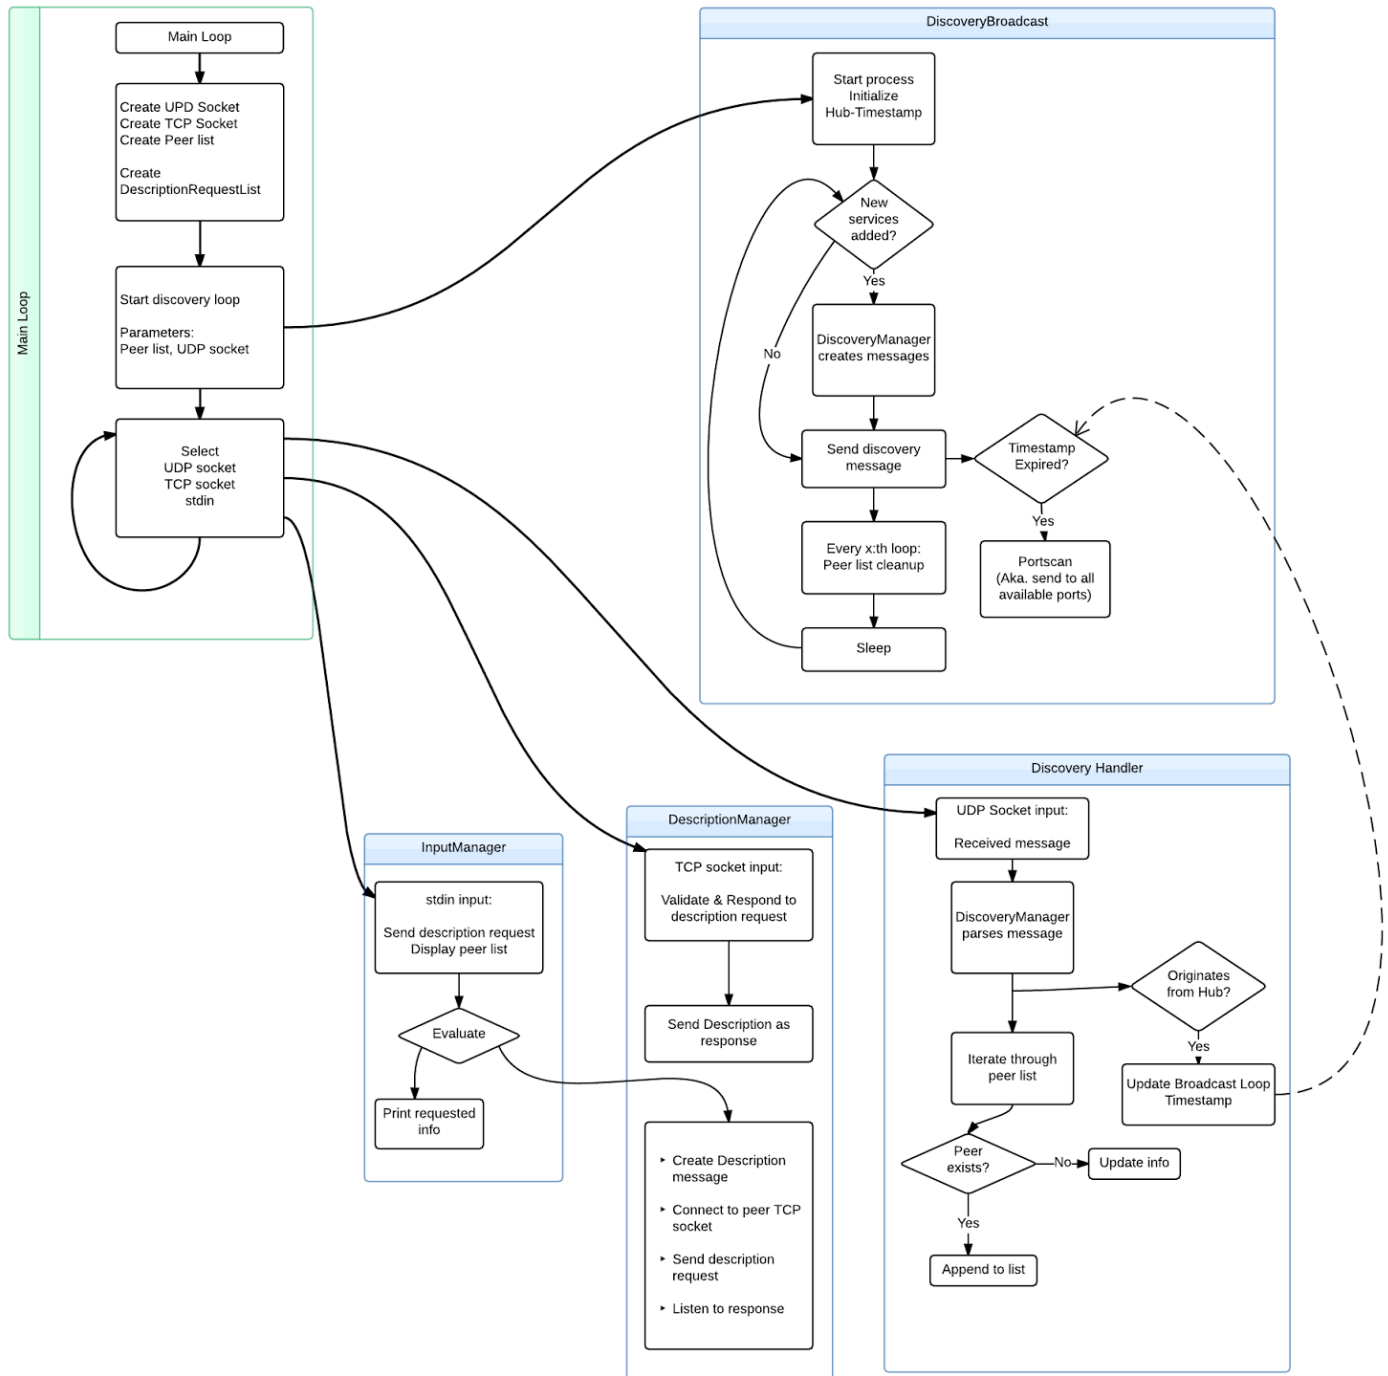 Main Loop
Main Loop
Create UPD Socket
Create TCP Socket
Create Peer list
Create
DescriptionRequestList
Start discovery loop
Parameters:
Peer list, UDP socket
Select
UDP socket
TCP socket
stdin
DiscoveryBroadcast
Start process
Initialize
Hub-Timestamp
New
services
added?
Yes
No
DiscoveryManager
creates messages
Send discovery
message
Timestamp
Expired?
Yes
Portscan
(Aka. send to all
available ports)
Every x:th loop:
Peer list cleanup
Sleep
InputManager
stdin input:
Send description request
Display peer list
Evaluate
Print requested
info
DescriptionManager
TCP socket input:
Validate & Respond to
description request
Send Description as
response
‣ Create Description
message
‣ Connect to peer TCP
socket
‣ Send description
request
‣ Listen to response
Discovery Handler
UDP Socket input:
Received message
DiscoveryManager
parses message
Originates
from Hub?
Yes
Update Broadcast Loop
Timestamp
Iterate through
peer list
Peer
exists?
No
Update info
Yes
Append to list